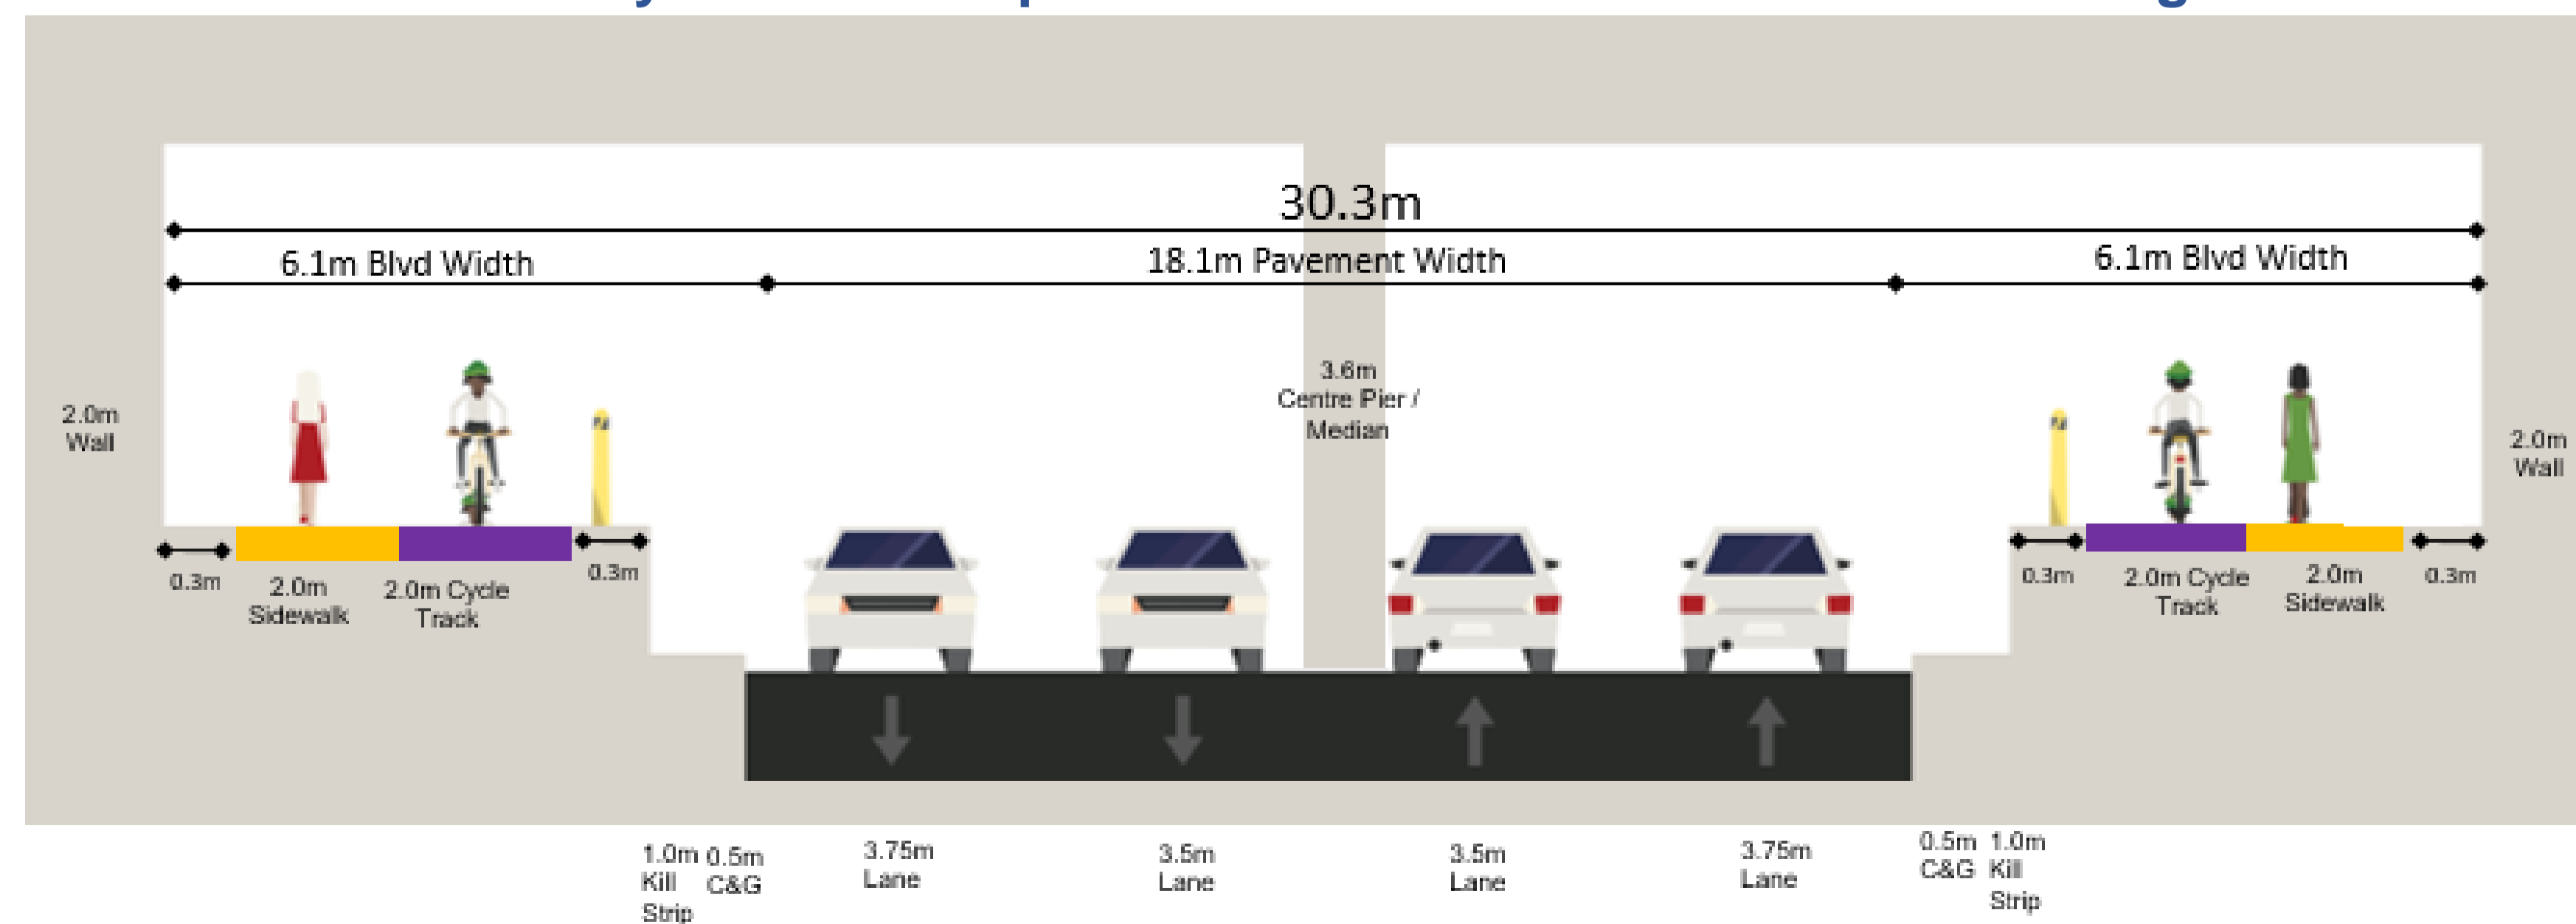 30.3m
6.1m Blvd Width
18.1m Pavement Width
6.1m Blvd Width
2.0m
Wall
3.6m
Centre Pier /
Median
2.0m
Wall
0.3m
2.0m
Sidewalk
2.0m Cycle
Track
0.3m
0.3m
2.0m Cycle
Track
2.0m
Sidewalk
0.3m
1.0m
Kill
Strip
0.5m
C&G
3.75m
Lane
3.5m
Lane
3.5m
Lane
3.75m
Lane
0.5m
C&G
1.0m
Kill
Strip